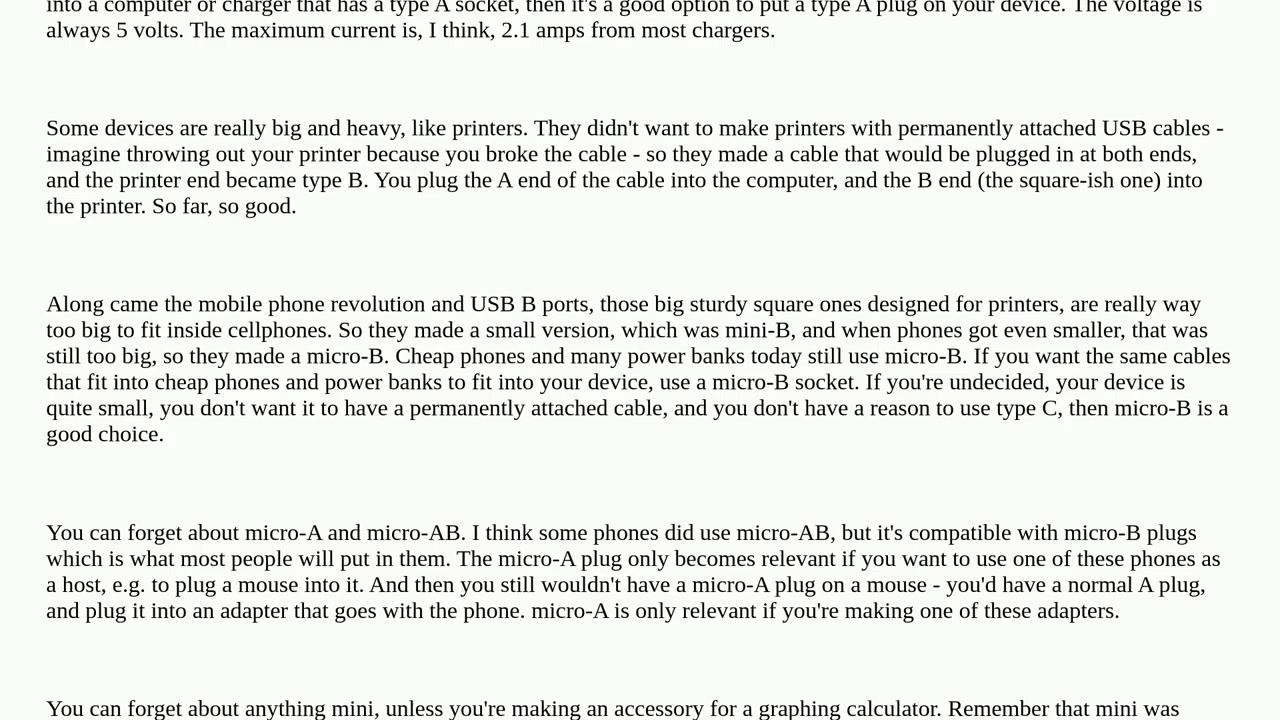 into a computer or charger that has a type A socket, then it's a good option to put a type A plug on your device. The voltage is
always 5 volts. The maximum current is, I think, 2.1 amps from most chargers.
Some devices are really big and heavy, like printers. They didn't want to make printers with permanently attached USB cables -
imagine throwing out your printer because you broke the cable - so they made a cable that would be plugged in at both ends,
and the printer end became type B. You plug the A end of the cable into the computer, and the B end (the square-ish one) into
the printer. So far, so good.
Along came the mobile phone revolution and USB B ports, those big sturdy square ones designed for printers, are really way
too big to fit inside cellphones. So they made a small version, which was mini-B, and when phones got even smaller, that was
still too big, so they made a micro-B. Cheap phones and many power banks today still use micro-B. If you want the same cables
that fit into cheap phones and power banks to fit into your device, use a micro-B socket. If you're undecided, your device is
quite small, you don't want it to have a permanently attached cable, and you don't have a reason to use type C, then micro-B is a
good choice.
You can forget about micro-A and micro-AB. I think some phones did use micro-AB, but it's compatible with micro-B plugs
which is what most people will put in them. The micro-A plug only becomes relevant if you want to use one of these phones as
a host, e.g. to plug a mouse into it. And then you still wouldn't have a micro-A plug on a mouse - you'd have a normal A plug,
and plug it into an adapter that goes with the phone. micro-A is only relevant if you're making one of these adapters.
You can forget about anything mini, unless you're making an accessory for a graphing calculator. Remember that mini was